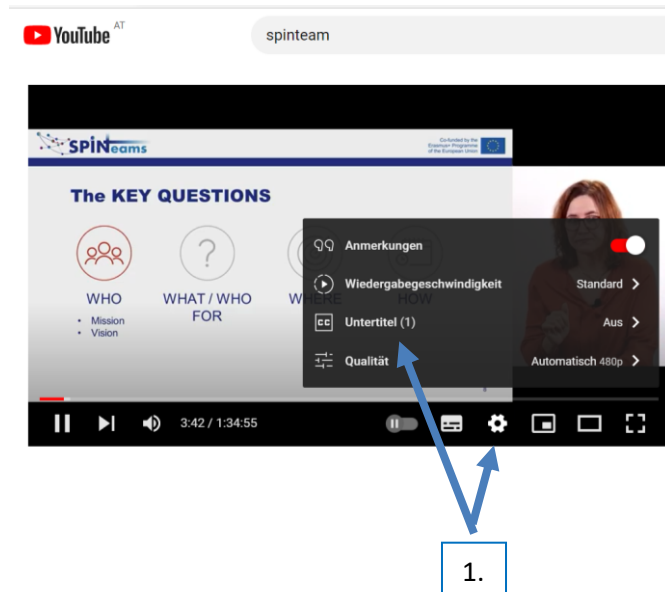 YouTube AT
spinteam
SPINeams
Co-funded by the
Erasmus+ Programme
of the European Union
The KEY QUESTIONS
WHO
WHAT / WHO
FOR
WHERE
HOW
• Mission
• Vision
Anmerkungen
Wiedergabegeschwindigkeit Standard
CC Untertitel (1) Aus
Qualität Automatisch 480p
3:42 / 1:34:55
1.